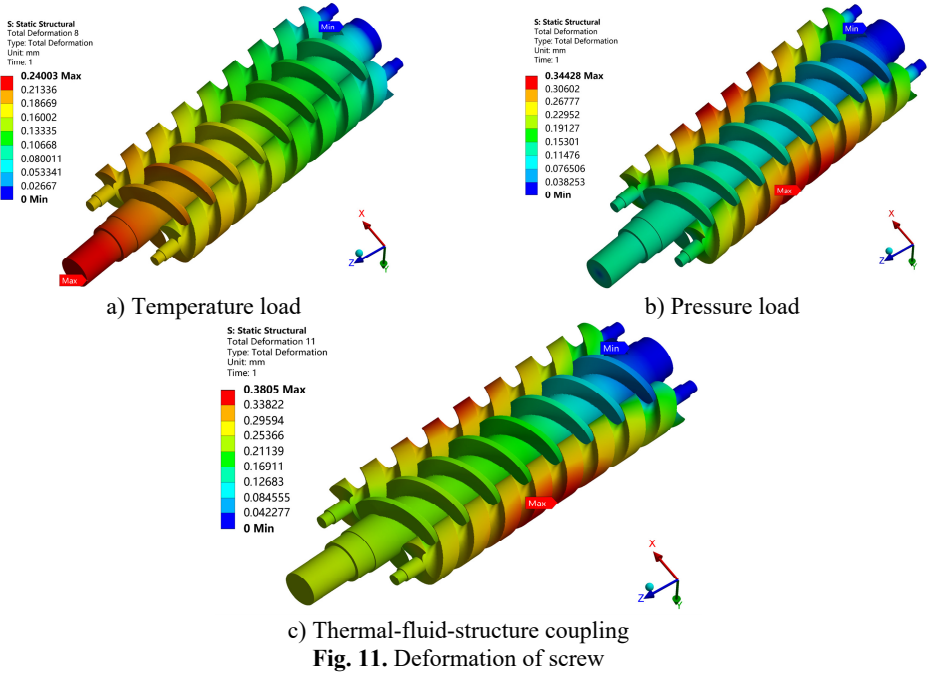 S: Static Structural
Total Deformation 8
Type: Total Deformation
Unit: mm
Time: 1
0.24003 Max
0.21336
0.18669
0.16002
0.13335
0.10668
0.080011
0.053341
0.02667
0 Min
Min
Max
X
Z
Y
a) Temperature load
S: Static Structural
Total Deformation
Type: Total Deformation
Unit: mm
Time: 1
0.34428 Max
0.30602
0.26777
0.22952
0.19127
0.15301
0.11476
0.076506
0.038253
0 Min
Min
Max
X
Z
Y
b) Pressure load
S: Static Structural
Total Deformation 11
Type: Total Deformation
Unit: mm
Time: 1
0.3805 Max
0.33822
0.29594
0.25366
0.21139
0.16911
0.12683
0.084555
0.042277
0 Min
Min
Max
X
Z
Y
c) Thermal-fluid-structure coupling
Fig. 11. Deformation of screw